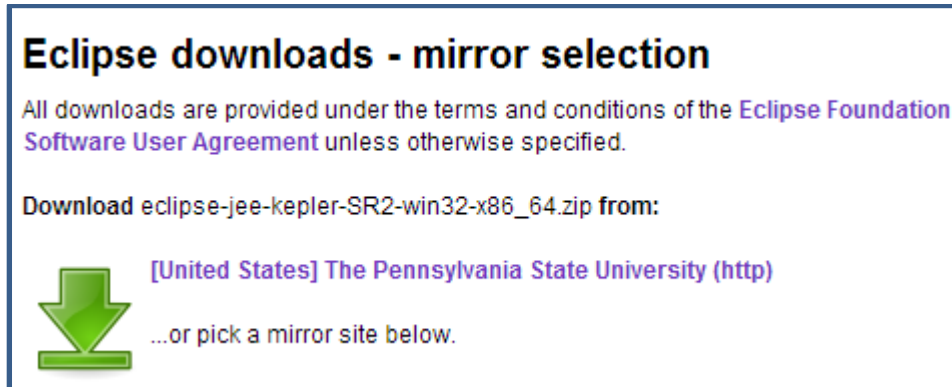 Eclipse downloads - mirror selection
All downloads are provided under the terms and conditions of the Eclipse Foundation
Software User Agreement unless otherwise specified.
Download eclipse-jee-kepler-SR2-win32-x86_64.zip from:
[United States] The Pennsylvania State University (http)
...or pick a mirror site below.